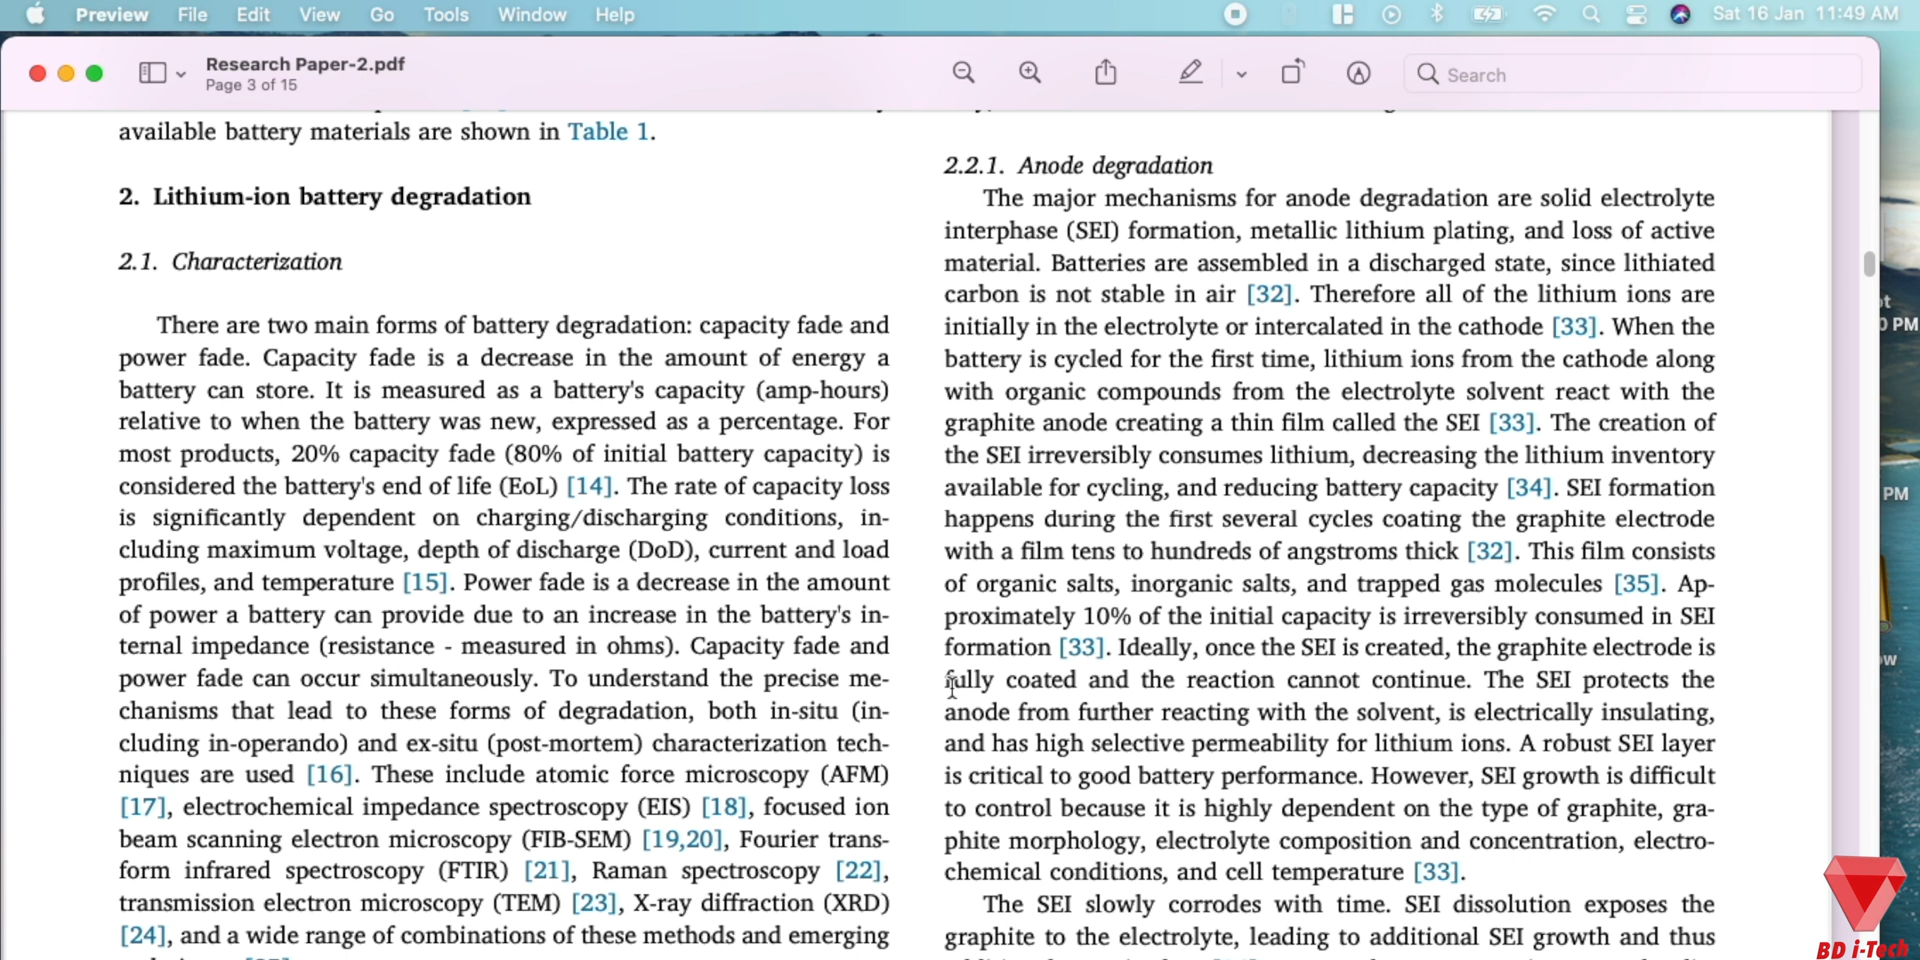 Preview File Edit View Go Tools Window Help
Sat 16 Jan 11:49 AM
Research Paper-2.pdf
Page 3 of 15
Search
available battery materials are shown in Table 1.
2. Lithium-ion battery degradation
2.1. Characterization
There are two main forms of battery degradation: capacity fade and
power fade. Capacity fade is a decrease in the amount of energy a
battery can store. It is measured as a battery's capacity (amp-hours)
relative to when the battery was new, expressed as a percentage. For
most products, 20% capacity fade (80% of initial battery capacity) is
considered the battery's end of life (EoL) [14]. The rate of capacity loss
is significantly dependent on charging/discharging conditions, in-
cluding maximum voltage, depth of discharge (DoD), current and load
profiles, and temperature [15]. Power fade is a decrease in the amount
of power a battery can provide due to an increase in the battery's in-
ternal impedance (resistance - measured in ohms). Capacity fade and
power fade can occur simultaneously. To understand the precise me-
chanisms that lead to these forms of degradation, both in-situ (in-
cluding in-operando) and ex-situ (post-mortem) characterization tech-
niques are used [16]. These include atomic force microscopy (AFM)
[17], electrochemical impedance spectroscopy (EIS) [18], focused ion
beam scanning electron microscopy (FIB-SEM) [19,20], Fourier trans-
form infrared spectroscopy (FTIR) [21], Raman spectroscopy [22],
transmission electron microscopy (TEM) [23], X-ray diffraction (XRD)
[24], and a wide range of combinations of these methods and emerging
2.2.1. Anode degradation
The major mechanisms for anode degradation are solid electrolyte
interphase (SEI) formation, metallic lithium plating, and loss of active
material. Batteries are assembled in a discharged state, since lithiated
carbon is not stable in air [32]. Therefore all of the lithium ions are
initially in the electrolyte or intercalated in the cathode [33]. When the
battery is cycled for the first time, lithium ions from the cathode along
with organic compounds from the electrolyte solvent react with the
graphite anode creating a thin film called the SEI [33]. The creation of
the SEI irreversibly consumes lithium, decreasing the lithium inventory
available for cycling, and reducing battery capacity [34]. SEI formation
happens during the first several cycles coating the graphite electrode
with a film tens to hundreds of angstroms thick [32]. This film consists
of organic salts, inorganic salts, and trapped gas molecules [35]. Ap-
proximately 10% of the initial capacity is irreversibly consumed in SEI
formation [33]. Ideally, once the SEI is created, the graphite electrode is
fully coated and the reaction cannot continue. The SEI protects the
anode from further reacting with the solvent, is electrically insulating,
and has high selective permeability for lithium ions. A robust SEI layer
is critical to good battery performance. However, SEI growth is difficult
to control because it is highly dependent on the type of graphite, gra-
phite morphology, electrolyte composition and concentration, electro-
chemical conditions, and cell temperature [33].
The SEI slowly corrodes with time. SEI dissolution exposes the
graphite to the electrolyte, leading to additional SEI growth and thus
PM
PM
BD i-Tech